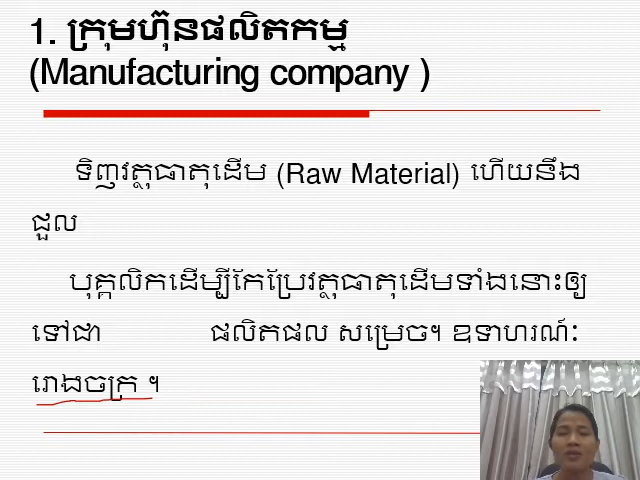 1. ក្រុមហ៊ុនផលិតកម្ម
(Manufacturing company )
ទិញវត្ថុធាតុដើម (Raw Material) ហើយនឹង
ជួល
បុគ្គលិកដើម្បីកែប្រែវត្ថុធាតុដើមទាំងនោះឲ្យ
ទៅជា ផលិតផល សម្រេច។ ឧទាហរណ៍ៈ
រោងចក្រ ។